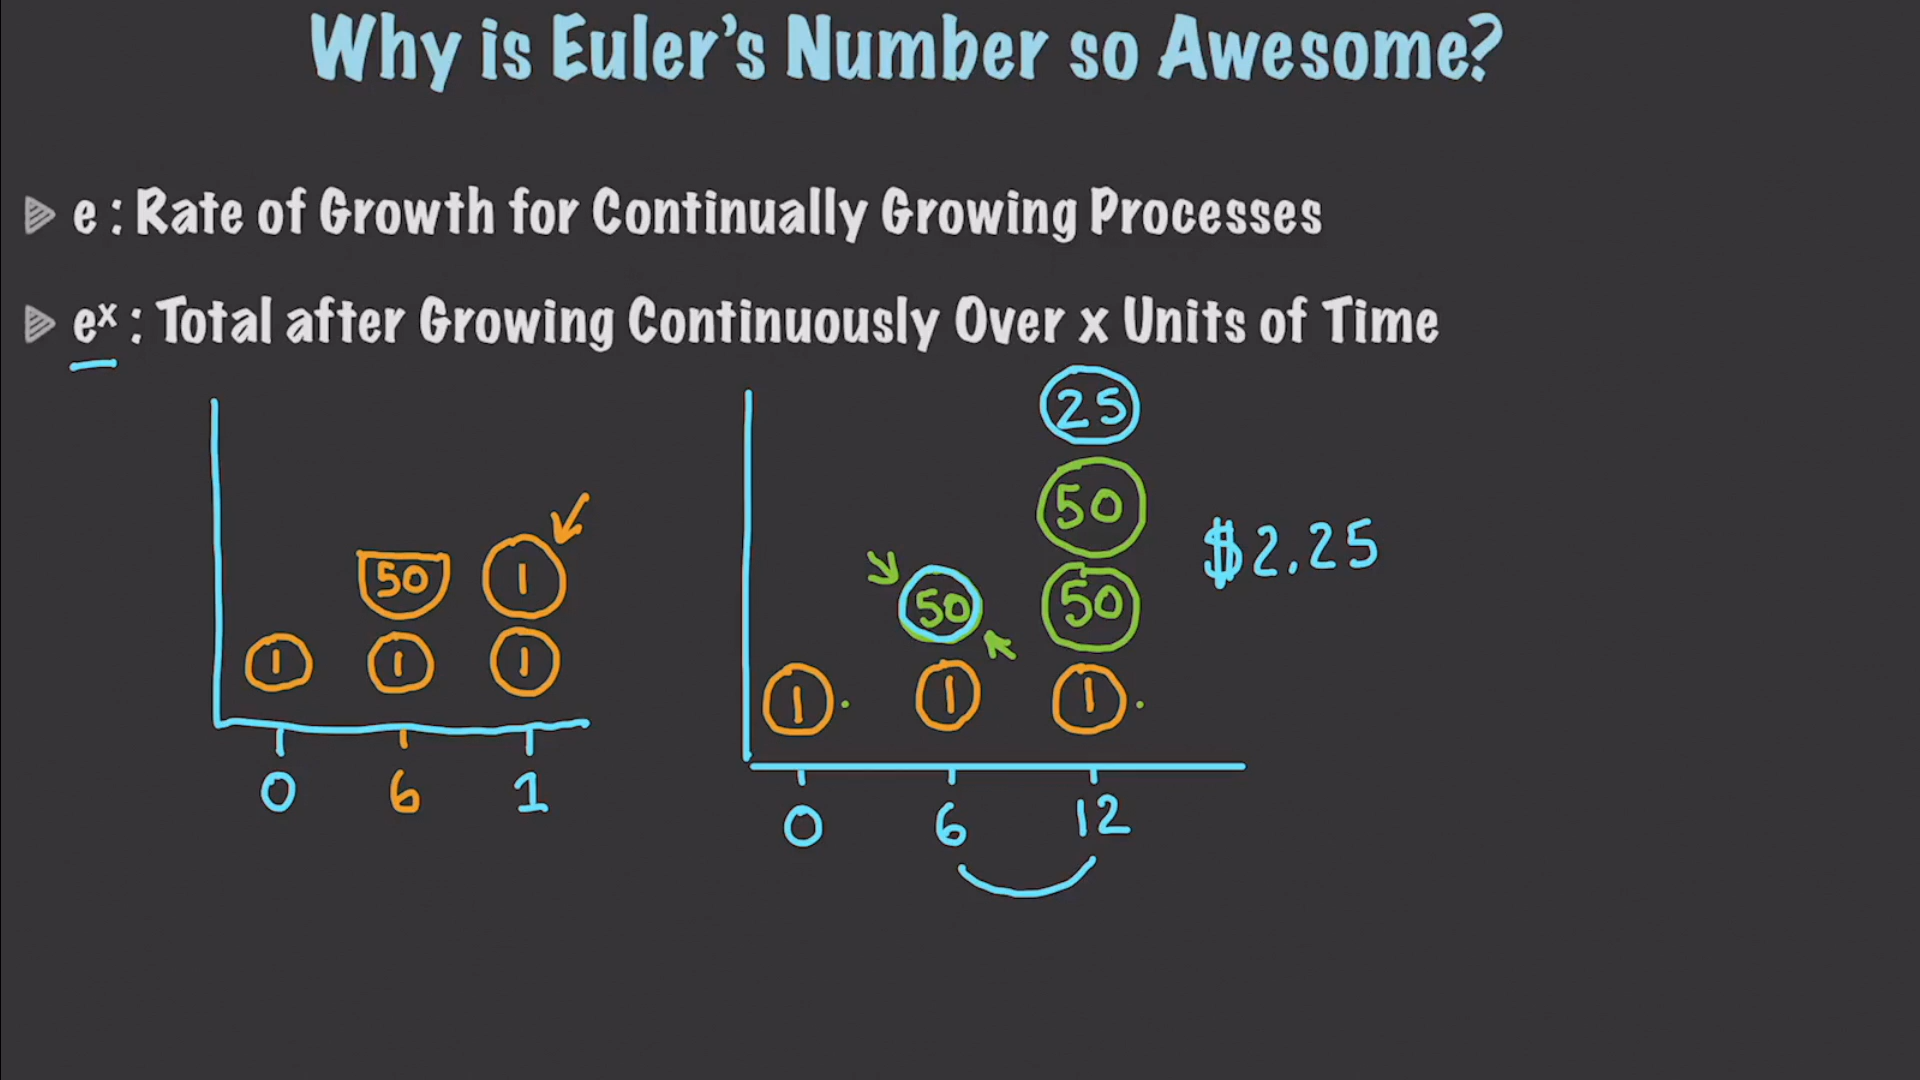 Why is Euler's Number so Awesome?
e : Rate of Growth for Continually Growing Processes
eˣ : Total after Growing Continuously Over x Units of Time
50 1
1 1 1
0 6 1
25
50
50 50
1 1 1
0 6 12
$2.25